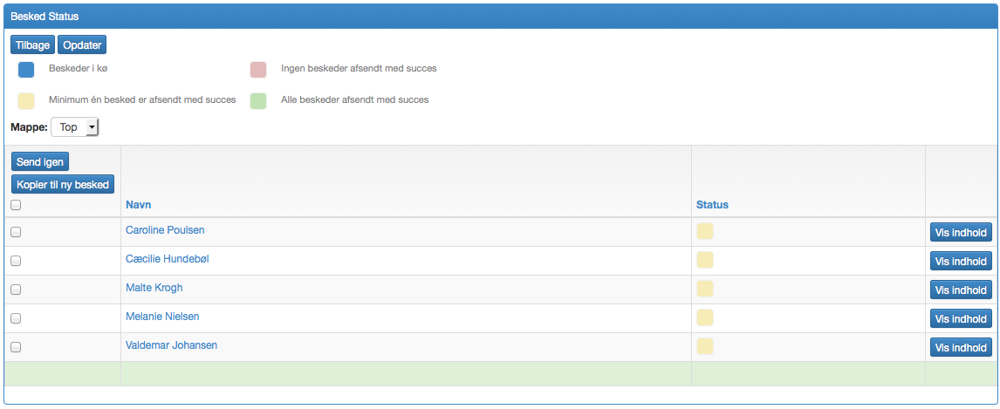 Besked Status
Tilbage Opdater
Beskeder i kø Ingen beskeder afsendt med succes
Minimum én besked er afsendt med succes Alle beskeder afsendt med succes
Mappe: Top
Send igen
Kopier til ny besked
Navn Status
Caroline Poulsen Vis indhold
Cæcilie Hundebøl Vis indhold
Malte Krogh Vis indhold
Melanie Nielsen Vis indhold
Valdemar Johansen Vis indhold